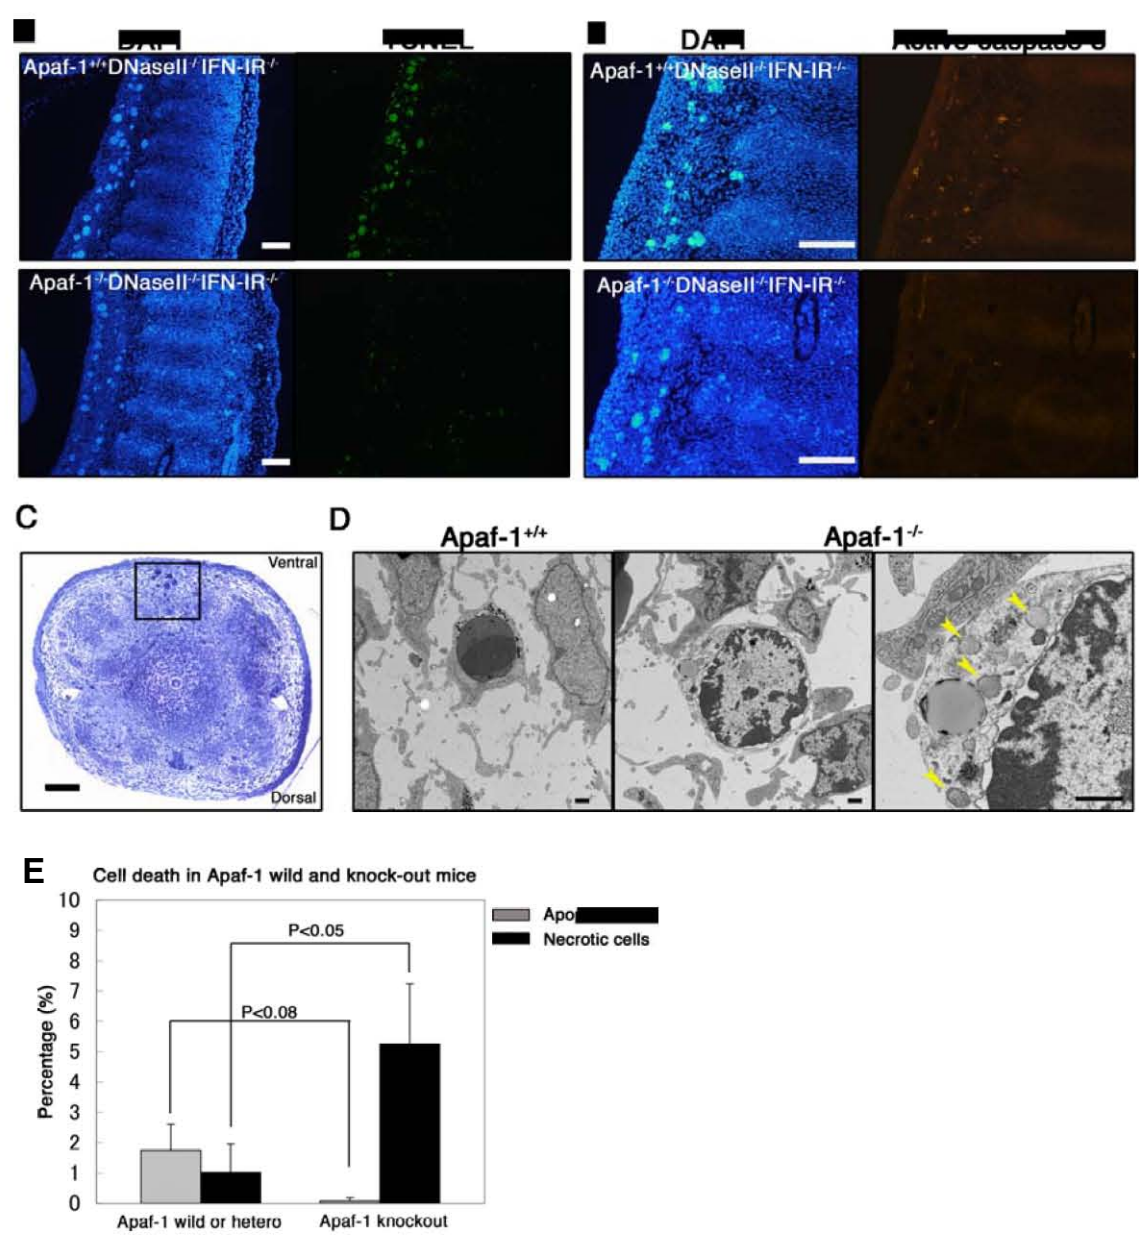 DAPI
Apaf-1+/+DNaseII-/-IFN-IR-/-
Apaf-1-/-DNaseII-/-IFN-IR-/-
DAPI
Apaf-1+/+DNaseII-/-IFN-IR-/-
Apaf-1-/-DNaseII-/-IFN-IR-/-
C
Ventral
Dorsal
D
Apaf-1+/+
Apaf-1-/-
E
Cell death in Apaf-1 wild and knock-out mice
Percentage (%)
10
9
8
7
6
5
4
3
2
1
0
P<0.05
P<0.08
Apaf-1 wild or hetero
Apaf-1 knockout
Apo
Necrotic cells